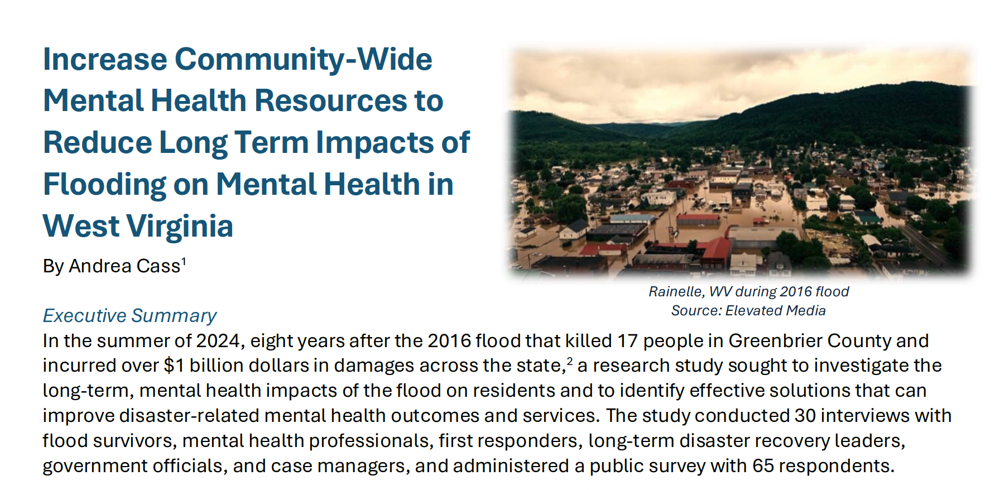 Increase Community-Wide
Mental Health Resources to
Reduce Long Term Impacts of
Flooding on Mental Health in
West Virginia
By Andrea Cass¹
Rainelle, WV during 2016 flood
Source: Elevated Media
Executive Summary
In the summer of 2024, eight years after the 2016 flood that killed 17 people in Greenbrier County and
incurred over $1 billion dollars in damages across the state,² a research study sought to investigate the
long-term, mental health impacts of the flood on residents and to identify effective solutions that can
improve disaster-related mental health outcomes and services. The study conducted 30 interviews with
flood survivors, mental health professionals, first responders, long-term disaster recovery leaders,
government officials, and case managers, and administered a public survey with 65 respondents.